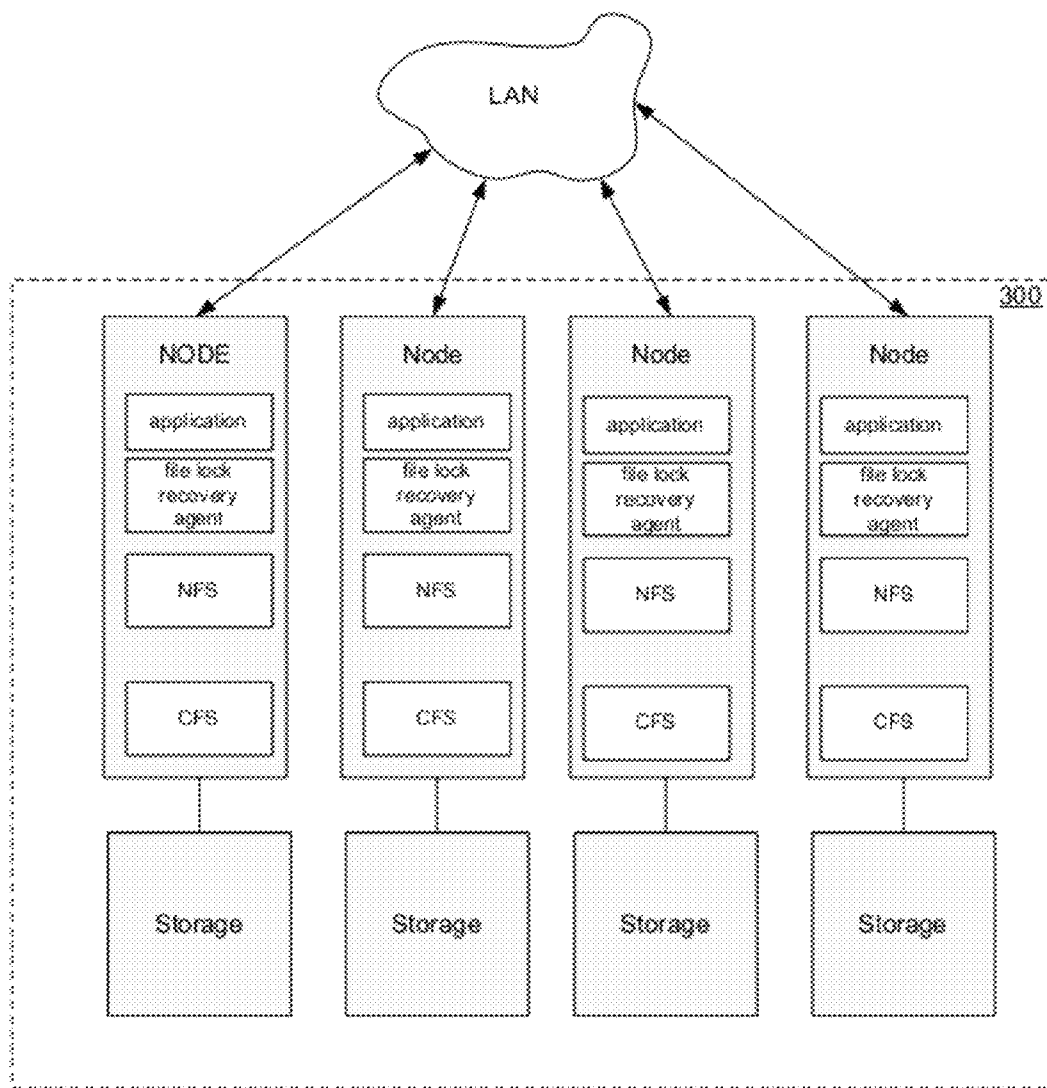 LAN
300
NODE
Node
Node
Node
application
application
application
application
file lock
recovery
agent
file lock
recovery
agent
file lock
recovery
agent
file lock
recovery
agent
NFS
NFS
NFS
NFS
CFS
CFS
CFS
CFS
Storage
Storage
Storage
Storage